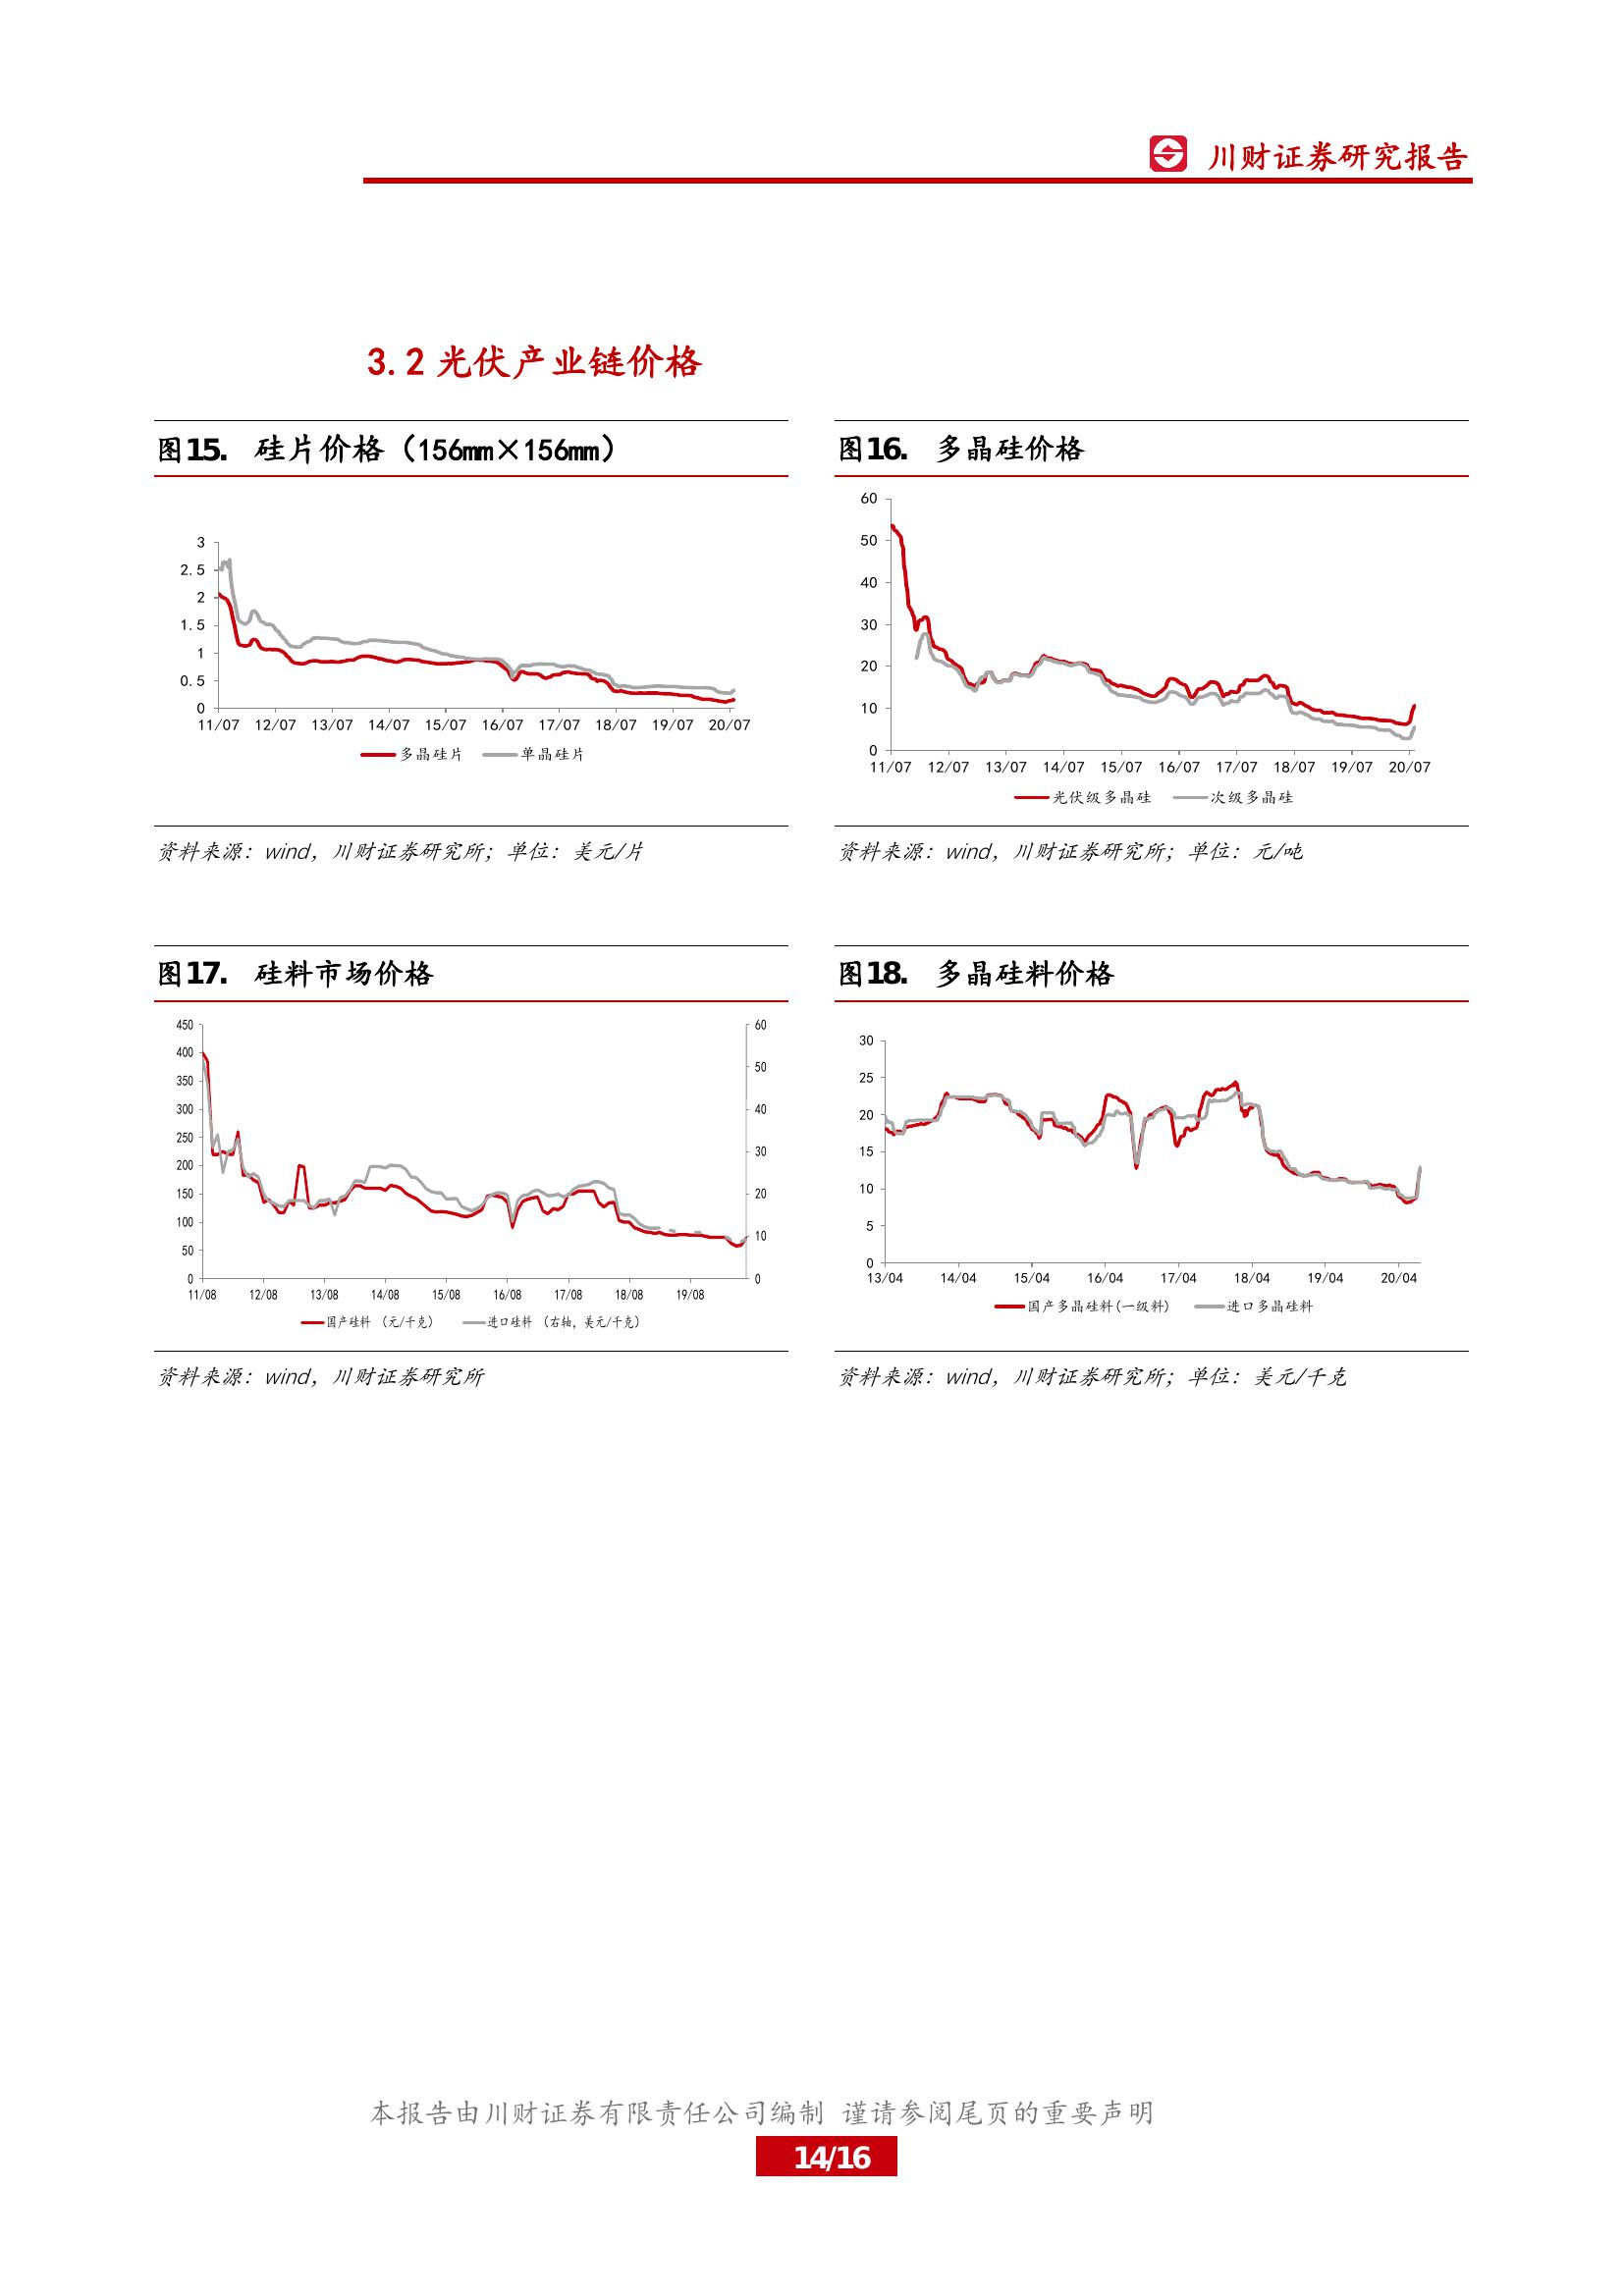 川财证券研究报告
3.2 光伏产业链价格
图15. 硅片价格（156mm×156mm）
3
2.5
2
1.5
1
0.5
0
11/07 12/07 13/07 14/07 15/07 16/07 17/07 18/07 19/07 20/07
多晶硅片 单晶硅片
资料来源：wind，川财证券研究所；单位：美元/片
图16. 多晶硅价格
60
50
40
30
20
10
0
11/07 12/07 13/07 14/07 15/07 16/07 17/07 18/07 19/07 20/07
光伏级多晶硅 次级多晶硅
资料来源：wind，川财证券研究所；单位：元/吨
图17. 硅料市场价格
450 60
400 50
350
300 40
250 30
200
150 20
100 10
50
0 0
11/08 12/08 13/08 14/08 15/08 16/08 17/08 18/08 19/08
国产硅料 （元/千克） 进口硅料 （右轴，美元/千克）
资料来源：wind，川财证券研究所
图18. 多晶硅料价格
30
25
20
15
10
5
0
13/04 14/04 15/04 16/04 17/04 18/04 19/04 20/04
国产多晶硅料(一级料) 进口多晶硅料
资料来源：wind，川财证券研究所；单位：美元/千克
本报告由川财证券有限责任公司编制 谨请参阅尾页的重要声明
14/16